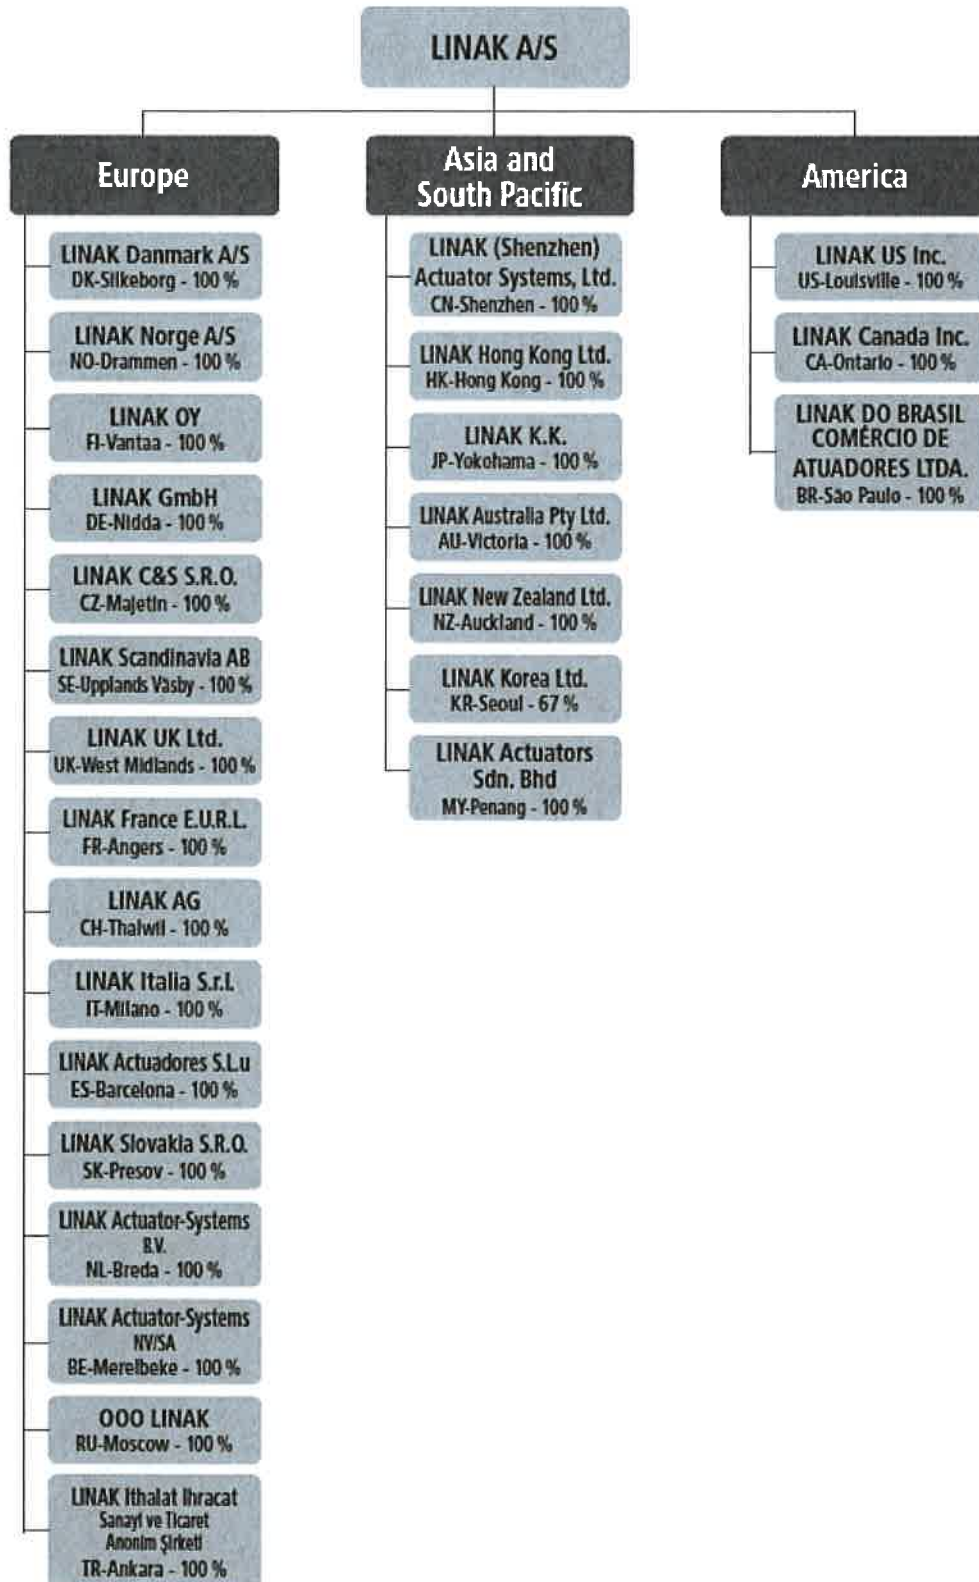 LINAK A/S
Europe
LINAK Danmark A/S
DK-Silkeborg - 100 %
LINAK Norge A/S
NO-Drammen - 100 %
LINAK OY
FI-Vantaa - 100 %
LINAK GmbH
DE-Nidda - 100 %
LINAK C&S S.R.O.
CZ-Majetin - 100 %
LINAK Scandinavia AB
SE-Upplands Väsby - 100 %
LINAK UK Ltd.
UK-West Midlands - 100 %
LINAK France E.U.R.L.
FR-Angers - 100 %
LINAK AG
CH-Thalwil - 100 %
LINAK Italia S.r.l.
IT-Milano - 100 %
LINAK Actuadores S.L.u
ES-Barcelona - 100 %
LINAK Slovakia S.R.O.
SK-Presov - 100 %
LINAK Actuator-Systems
B.V.
NL-Breda - 100 %
LINAK Actuator-Systems
NV/SA
BE-Merelbeke - 100 %
OOO LINAK
RU-Moscow - 100 %
LINAK Ithalat Ihracat
Sanayi ve Ticaret
Anonim Şirketi
TR-Ankara - 100 %
Asia and
South Pacific
LINAK (Shenzhen)
Actuator Systems, Ltd.
CN-Shenzhen - 100 %
LINAK Hong Kong Ltd.
HK-Hong Kong - 100 %
LINAK K.K.
JP-Yokohama - 100 %
LINAK Australia Pty Ltd.
AU-Victoria - 100 %
LINAK New Zealand Ltd.
NZ-Auckland - 100 %
LINAK Korea Ltd.
KR-Seoul - 67 %
LINAK Actuators
Sdn. Bhd
MY-Penang - 100 %
America
LINAK US Inc.
US-Louisville - 100 %
LINAK Canada Inc.
CA-Ontario - 100 %
LINAK DO BRASIL
COMÉRCIO DE
ATUADORES LTDA.
BR-São Paulo - 100 %